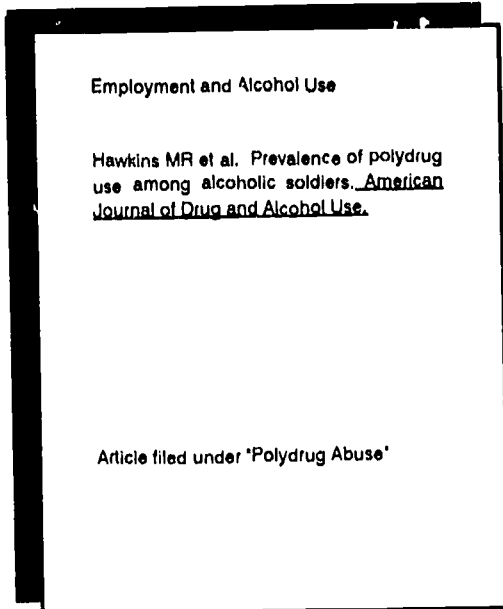 Employment and Alcohol Use
Hawkins MR et al. Prevalence of polydrug
use among alcoholic soldiers. American
Journal of Drug and Alcohol Use.
Article filed under "Polydrug Abuse"